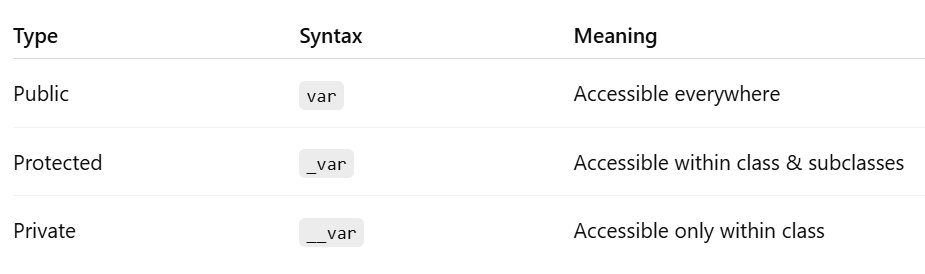 Type Syntax Meaning
Public var Accessible everywhere
Protected _var Accessible within class & subclasses
Private __var Accessible only within class